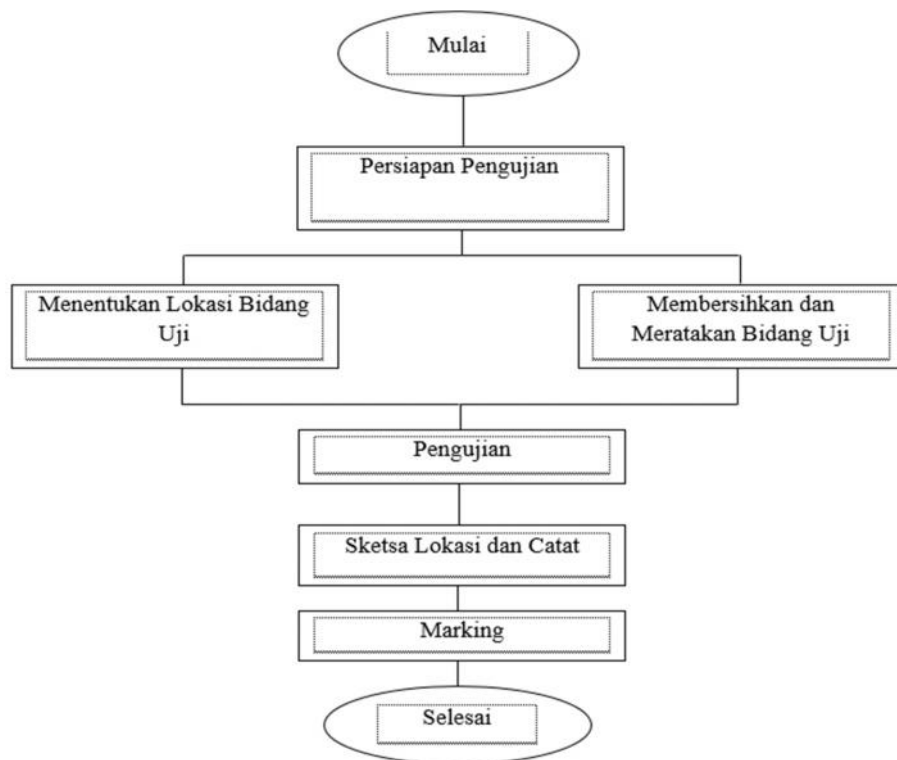 Mulai
Persiapan Pengujian
Menentukan Lokasi Bidang
Uji
Membersihkan dan
Meratakan Bidang Uji
Pengujian
Sketsa Lokasi dan Catat
Marking
Selesai